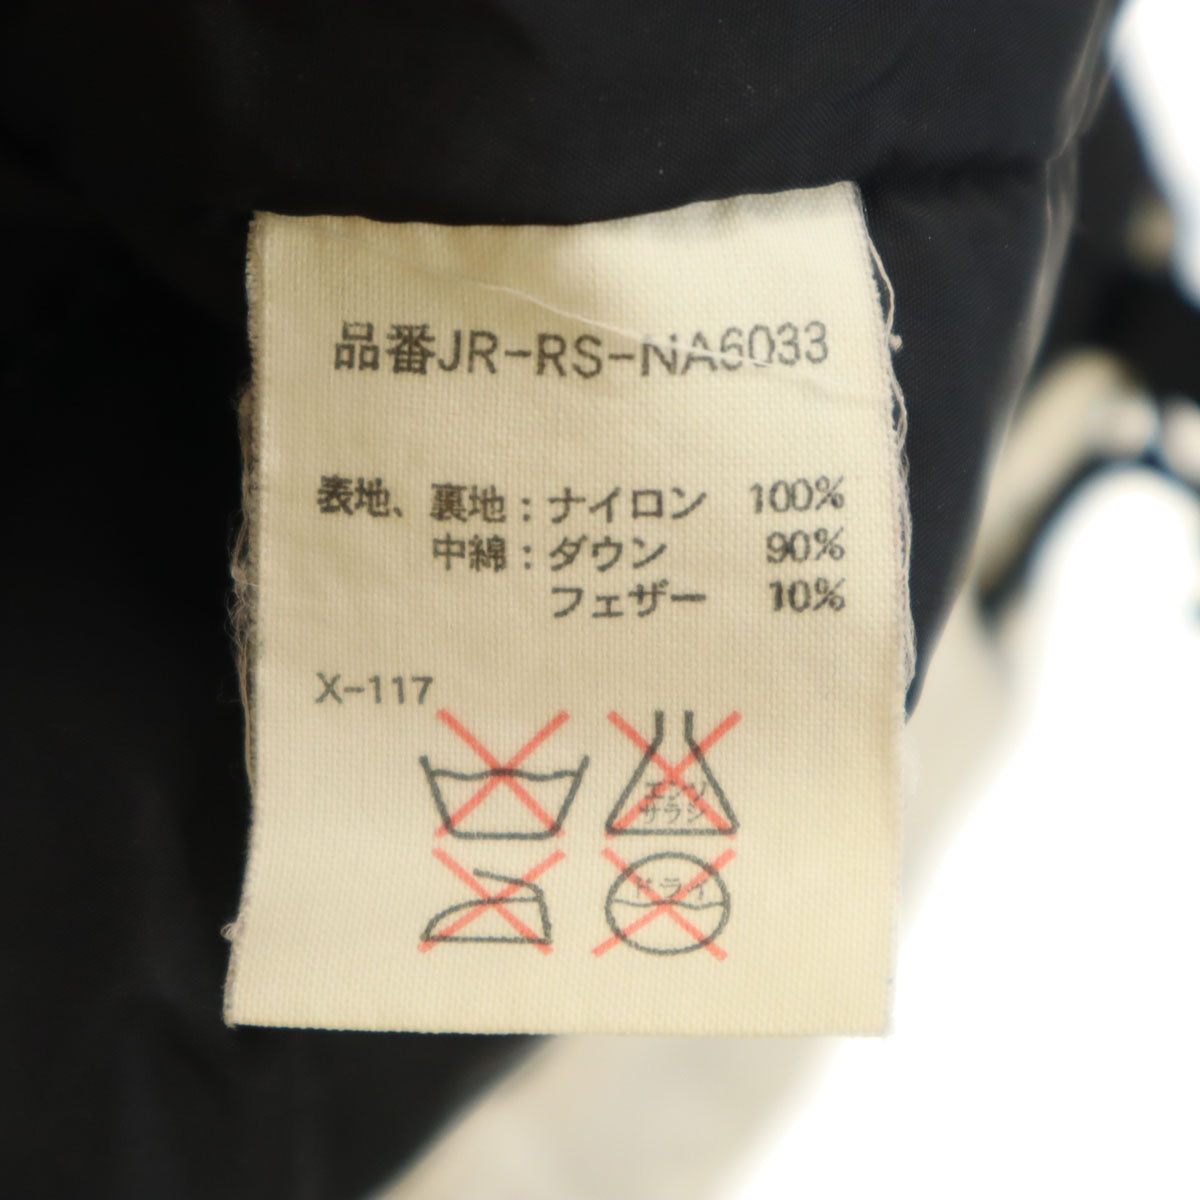 品番JR-RS-NA6033
表地、裏地：ナイロン 100%
中綿：ダウン 90%
フェザー 10%
X-117
エンソ
サラシ
ドライ